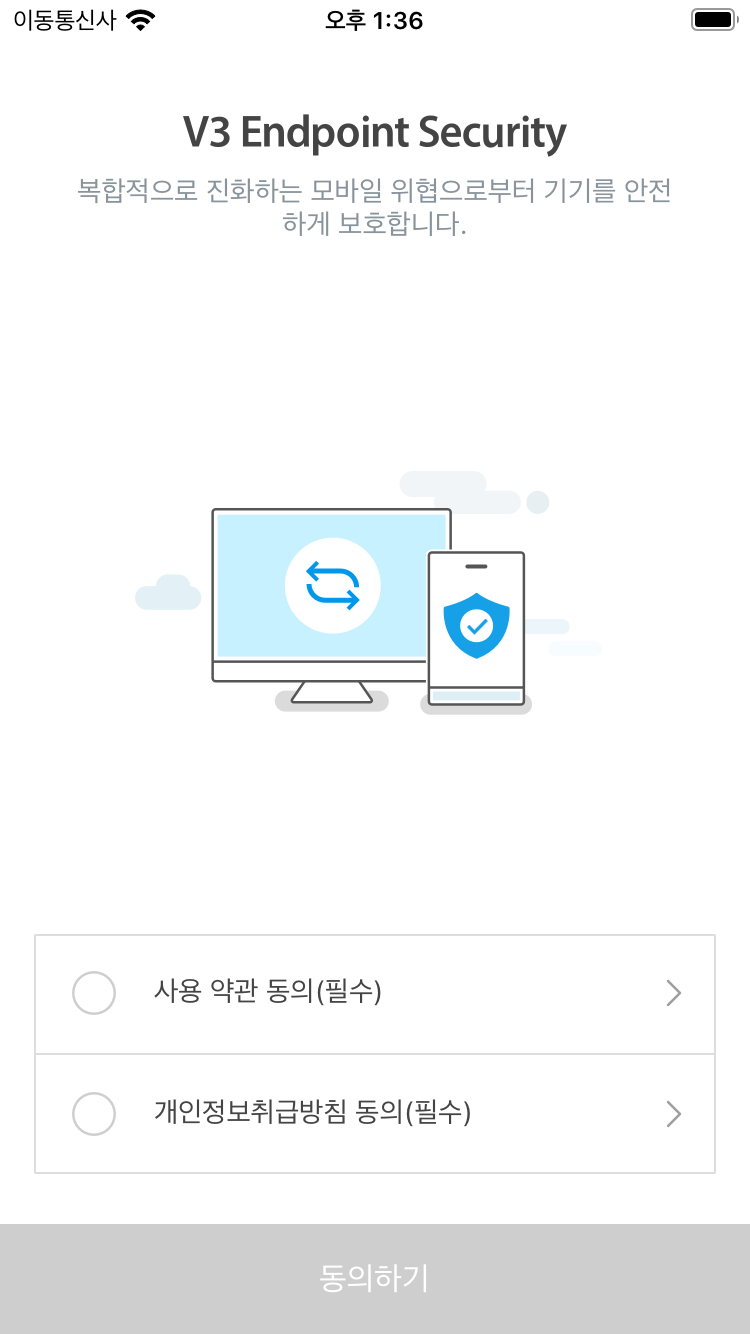 이동통신사
오후 1:36
V3 Endpoint Security
복합적으로 진화하는 모바일 위협으로부터 기기를 안전
하게 보호합니다.
사용 약관 동의(필수)
개인정보취급방침 동의(필수)
동의하기